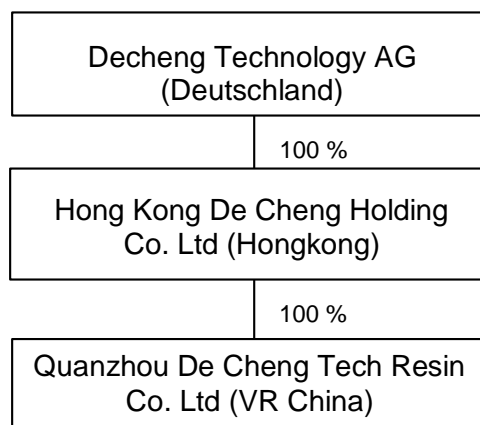 Decheng Technology AG
(Deutschland)
100 %
Hong Kong De Cheng Holding
Co. Ltd (Hongkong)
100 %
Quanzhou De Cheng Tech Resin
Co. Ltd (VR China)